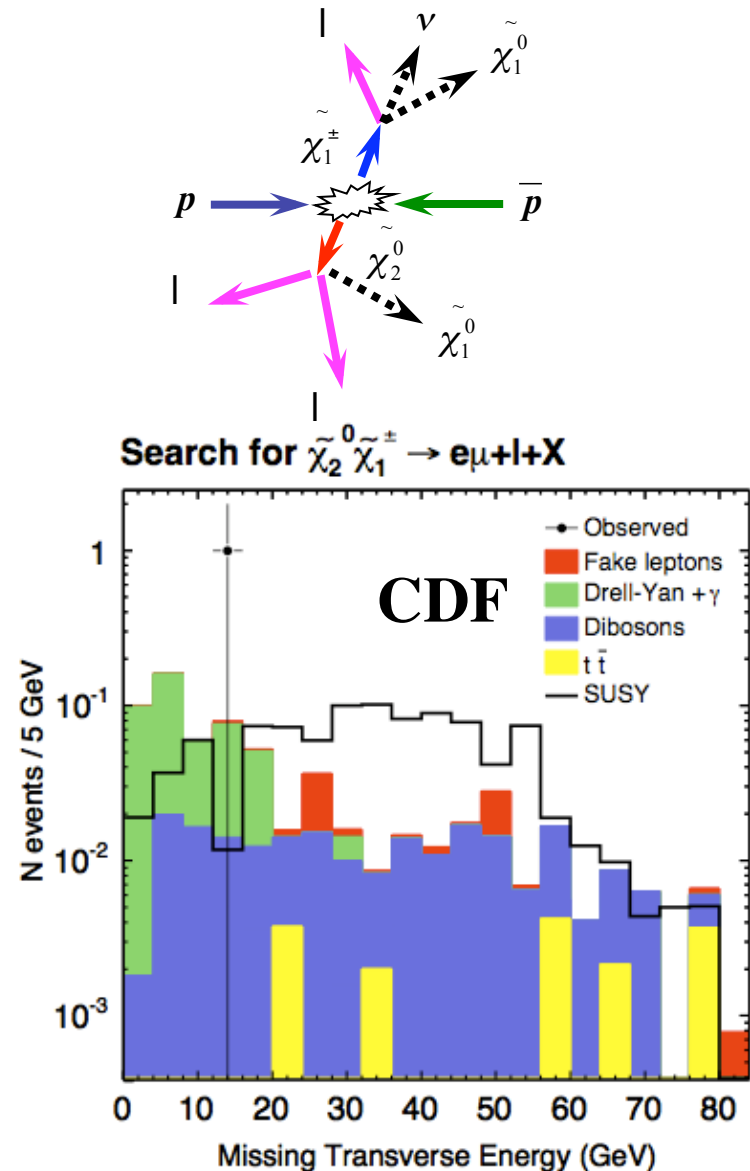 l ν χ̃₁⁰
χ̃₁±
p p̅
χ̃₂⁰
l χ̃₁⁰
l
Search for χ̃₂⁰χ̃₁± → eμ+l+X
Observed
Fake leptons
CDF
Drell-Yan +γ
Dibosons
t t̄
SUSY
N events / 5 GeV
1
10⁻¹
10⁻²
10⁻³
0 10 20 30 40 50 60 70 80
Missing Transverse Energy (GeV)